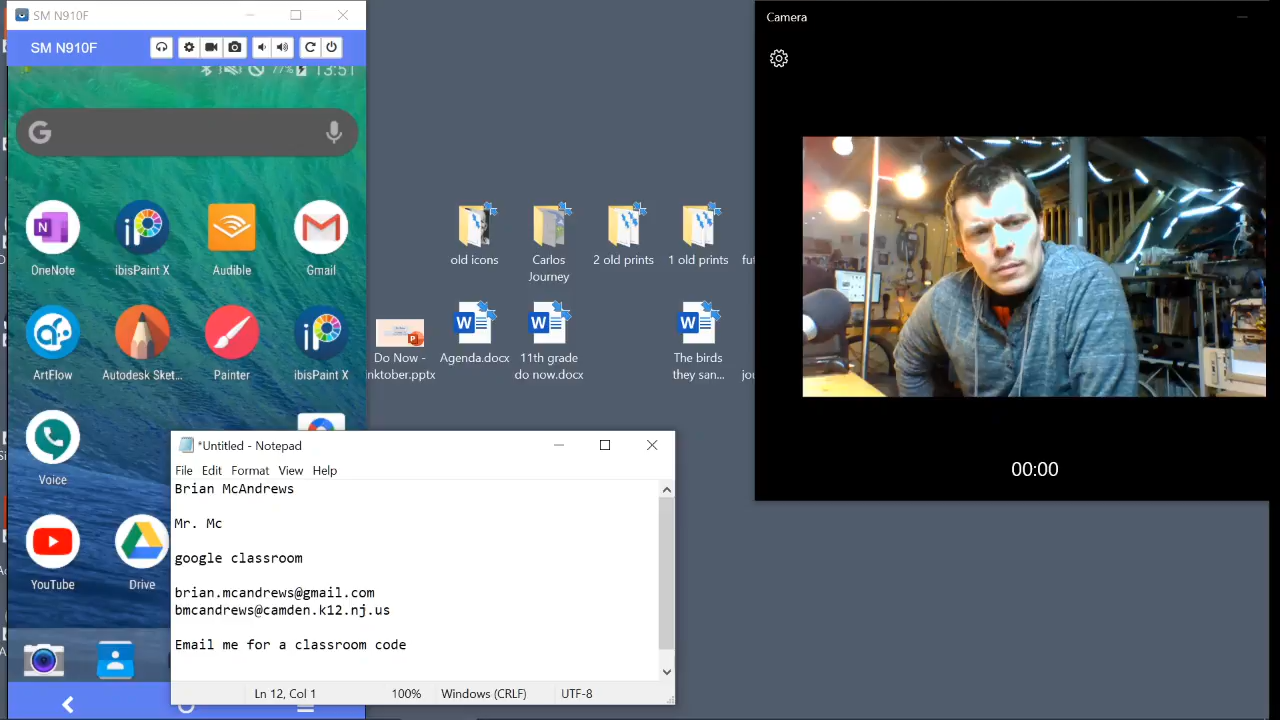 SM N910F
SM N910F
77%
13:51
G
OneNote
ibisPaint X
Audible
Gmail
ArtFlow
Autodesk Sket...
Painter
ibisPaint X
Voice
YouTube
Drive
old icons
Carlos
Journey
2 old prints
1 old prints
Do Now -
nktober.pptx
Agenda.docx
11th grade
do now.docx
The birds
they san...
*Untitled - Notepad
File Edit Format View Help
Brian McAndrews
Mr. Mc
google classroom
brian.mcandrews@gmail.com
bmcandrews@camden.k12.nj.us
Email me for a classroom code
Ln 12, Col 1 100% Windows (CRLF) UTF-8
Camera
00:00